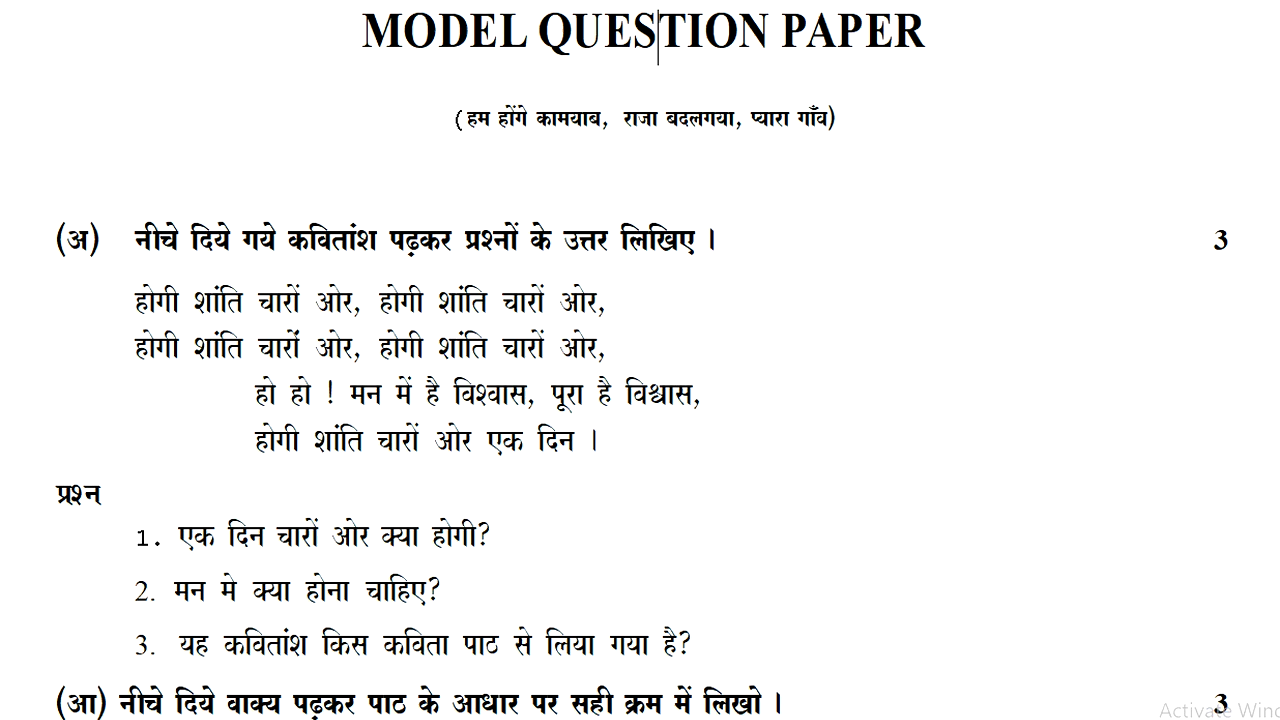 MODEL QUESTION PAPER
(हम होंगे कामयाब, राजा बदलगया, प्यारा गाँव)
(अ) नीचे दिये गये कवितांश पढ़कर प्रश्नों के उत्तर लिखिए । 3
होगी शांति चारों ओर, होगी शांति चारों ओर,
होगी शांति चारों ओर, होगी शांति चारों ओर,
हो हो ! मन में है विश्वास, पूरा है विश्वास,
होगी शांति चारों ओर एक दिन ।
प्रश्न्
1. एक दिन चारों ओर क्या होगी?
2. मन मे क्या होना चाहिए?
3. यह कवितांश किस कविता पाठ से लिया गया है?
(आ) नीचे दिये वाक्य पढ़कर पाठ के आधार पर सही क्रम में लिखो । 3
Activate Wind